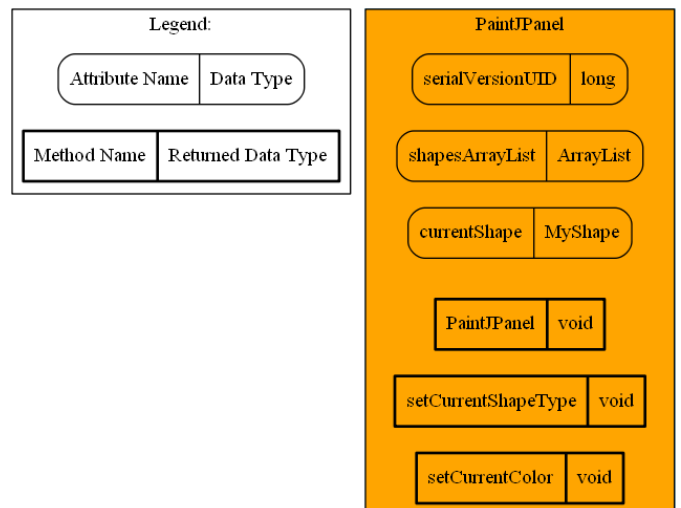 Legend:
Attribute Name Data Type
Method Name Returned Data Type
PaintJPanel
serialVersionUID long
shapesArrayList ArrayList
currentShape MyShape
PaintJPanel void
setCurrentShapeType void
setCurrentColor void